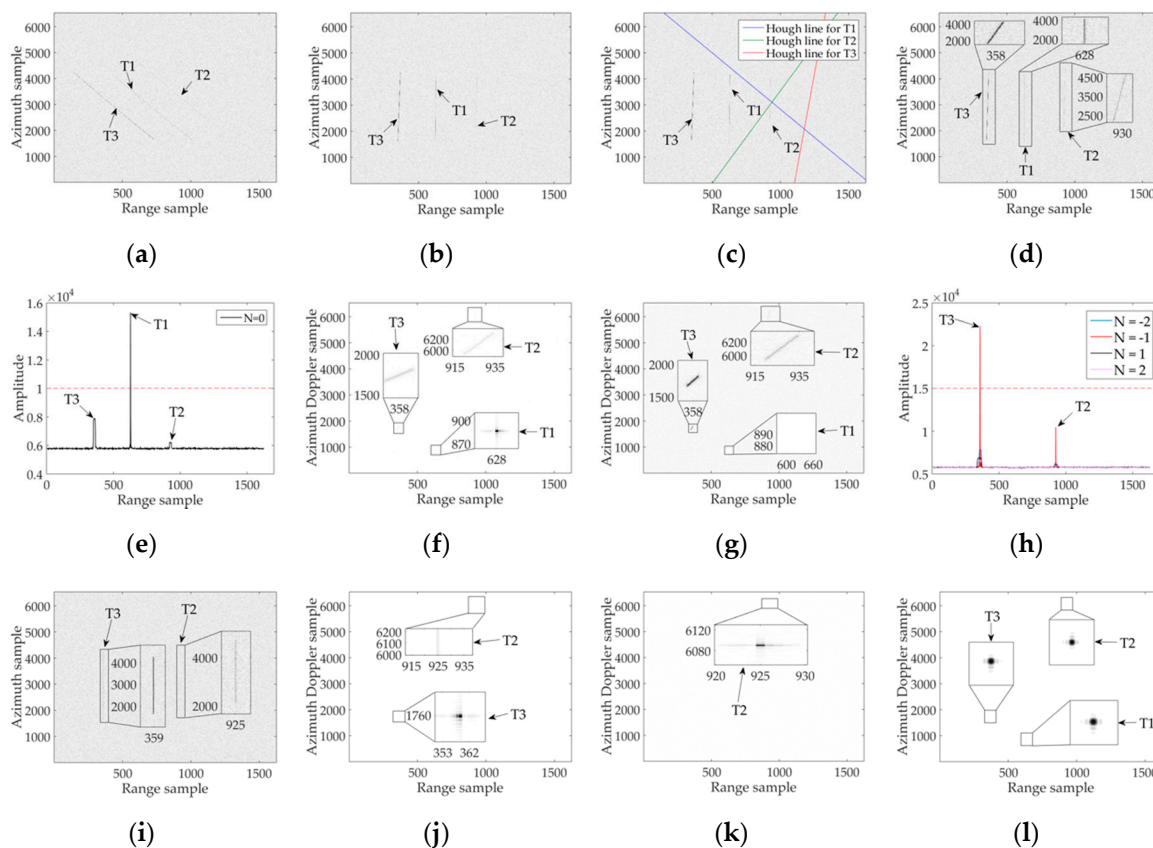 6000
5000
4000
3000
2000
1000
500
1000
1500
Azimuth sample
Range sample
T1
T2
T3
(a)
6000
5000
4000
3000
2000
1000
500
1000
1500
Azimuth sample
Range sample
T3
T1
T2
(b)
6000
5000
4000
3000
2000
1000
500
1000
1500
Azimuth sample
Range sample
Hough line for T1
Hough line for T2
Hough line for T3
T1
T3
T2
(c)
6000
5000
4000
3000
2000
1000
500
1000
1500
Azimuth sample
Range sample
4000
2000
358
4000
2000
628
4500
3500
2500
930
T3
T1
T2
(d)
×10⁴
1.6
1.4
1.2
1
0.8
0.6
0.4
0
500
1000
1500
Amplitude
Range sample
N=0
T1
T3
T2
(e)
6000
5000
4000
3000
2000
1000
500
1000
1500
Azimuth Doppler sample
Range sample
T3
2000
1500
358
6200
6000
915
935
T2
900
870
628
T1
(f)
6000
5000
4000
3000
2000
1000
500
1000
1500
Azimuth Doppler sample
Range sample
T3
2000
1500
358
6200
6000
915
935
T2
890
880
600
660
T1
(g)
×10⁴
2.5
2
1.5
1
0.5
0
500
1000
1500
Amplitude
Range sample
N = -2
N = -1
N = 1
N = 2
T3
T2
(h)
6000
5000
4000
3000
2000
1000
500
1000
1500
Azimuth sample
Range sample
T3
T2
4000
3000
2000
359
4000
2000
925
(i)
6000
5000
4000
3000
2000
1000
500
1000
1500
Azimuth Doppler sample
Range sample
6200
6100
6000
915
925
935
T2
1760
353
362
T3
(j)
6000
5000
4000
3000
2000
1000
500
1000
1500
Azimuth Doppler sample
Range sample
6120
6080
920
925
930
T2
(k)
6000
5000
4000
3000
2000
1000
500
1000
1500
Azimuth Doppler sample
Range sample
T3
T2
T1
(l)